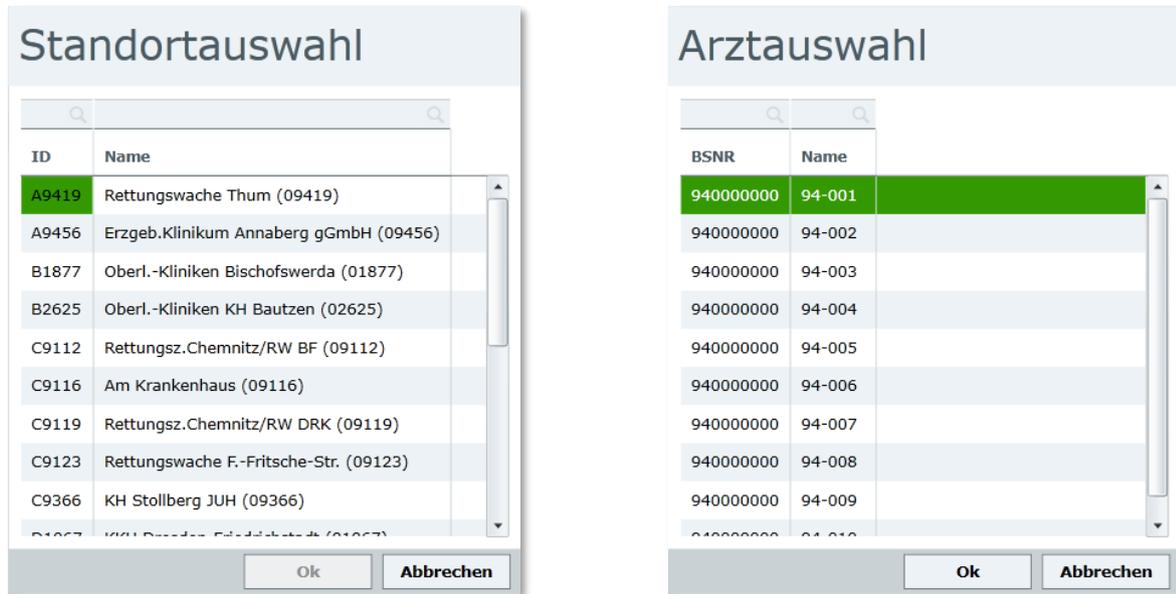 Standortauswahl
ID Name
A9419 Rettungswache Thum (09419)
A9456 Erzgeb.Klinikum Annaberg gGmbH (09456)
B1877 Oberl.-Kliniken Bischofswerda (01877)
B2625 Oberl.-Kliniken KH Bautzen (02625)
C9112 Rettungsz.Chemnitz/RW BF (09112)
C9116 Am Krankenhaus (09116)
C9119 Rettungsz.Chemnitz/RW DRK (09119)
C9123 Rettungswache F.-Fritsche-Str. (09123)
C9366 KH Stollberg JUH (09366)
Ok Abbrechen
Arztauswahl
BSNR Name
940000000 94-001
940000000 94-002
940000000 94-003
940000000 94-004
940000000 94-005
940000000 94-006
940000000 94-007
940000000 94-008
940000000 94-009
Ok Abbrechen